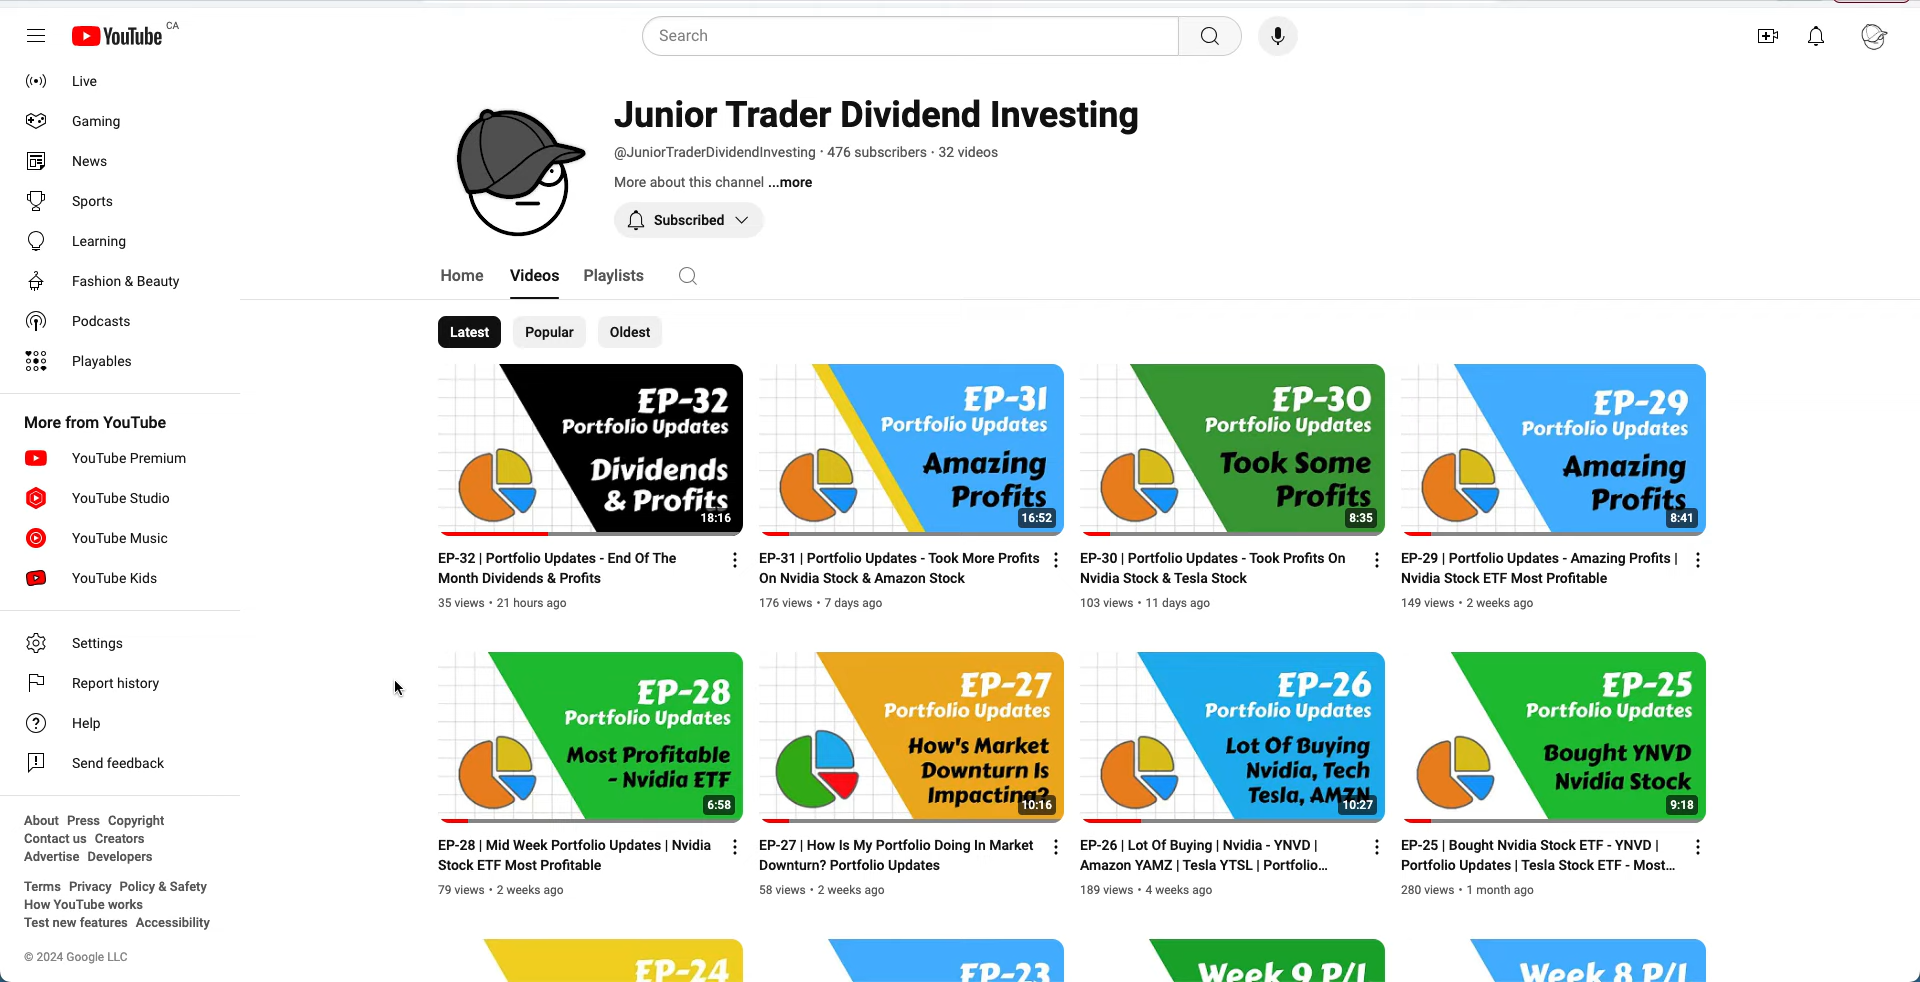 YouTube CA
Search
Live
Gaming
News
Sports
Learning
Fashion & Beauty
Podcasts
Playables
More from YouTube
YouTube Premium
YouTube Studio
YouTube Music
YouTube Kids
Settings
Report history
Help
Send feedback
About Press Copyright
Contact us Creators
Advertise Developers
Terms Privacy Policy & Safety
How YouTube works
Test new features Accessibility
© 2024 Google LLC
Junior Trader Dividend Investing
@JuniorTraderDividendInvesting · 476 subscribers · 32 videos
More about this channel ...more
Subscribed
Home Videos Playlists
Latest Popular Oldest
EP-32
Portfolio Updates
Dividends
& Profits
18:16
EP-32 | Portfolio Updates - End Of The
Month Dividends & Profits
35 views • 21 hours ago
EP-31
Portfolio Updates
Amazing
Profits
16:52
EP-31 | Portfolio Updates - Took More Profits
On Nvidia Stock & Amazon Stock
176 views • 7 days ago
EP-30
Portfolio Updates
Took Some
Profits
8:35
EP-30 | Portfolio Updates - Took Profits On
Nvidia Stock & Tesla Stock
103 views • 11 days ago
EP-29
Portfolio Updates
Amazing
Profits
8:41
EP-29 | Portfolio Updates - Amazing Profits |
Nvidia Stock ETF Most Profitable
149 views • 2 weeks ago
EP-28
Portfolio Updates
Most Profitable
- Nvidia ETF
6:58
EP-28 | Mid Week Portfolio Updates | Nvidia
Stock ETF Most Profitable
79 views • 2 weeks ago
EP-27
Portfolio Updates
How's Market
Downturn Is
Impacting?
10:16
EP-27 | How Is My Portfolio Doing In Market
Downturn? Portfolio Updates
58 views • 2 weeks ago
EP-26
Portfolio Updates
Lot Of Buying
Nvidia, Tech
Tesla, AMZN
10:27
EP-26 | Lot Of Buying | Nvidia - YNVD |
Amazon YAMZ | Tesla YTSL | Portfolio...
189 views • 4 weeks ago
EP-25
Portfolio Updates
Bought YNVD
Nvidia Stock
9:18
EP-25 | Bought Nvidia Stock ETF - YNVD |
Portfolio Updates | Tesla Stock ETF - Most...
280 views • 1 month ago
EP-24
EP-23
Week 9 P/L
Week 8 P/L